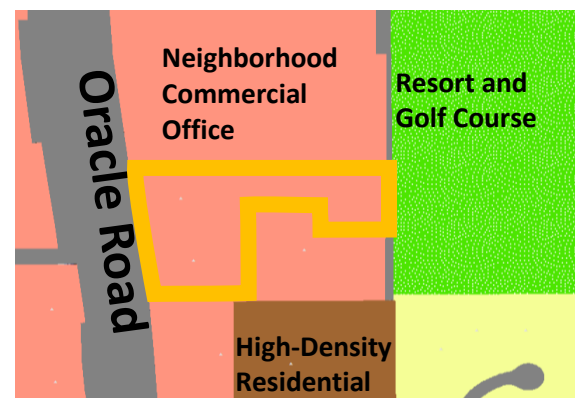 Neighborhood
Commercial
Office
Resort and
Golf Course
Oracle Road
High-Density
Residential